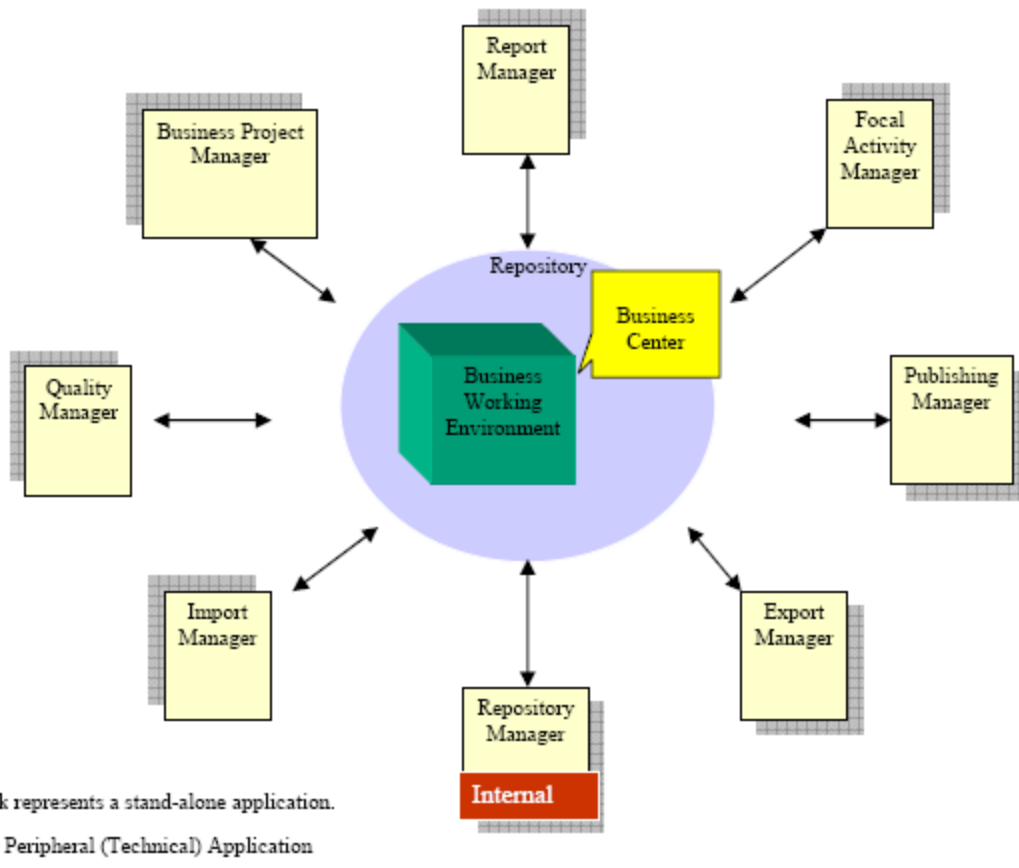 Report
Manager
Business Project
Manager
Focal
Activity
Manager
Repository
Business
Center
Business
Working
Environment
Quality
Manager
Publishing
Manager
Import
Manager
Export
Manager
Repository
Manager
Internal
k represents a stand-alone application.
Peripheral (Technical) Application